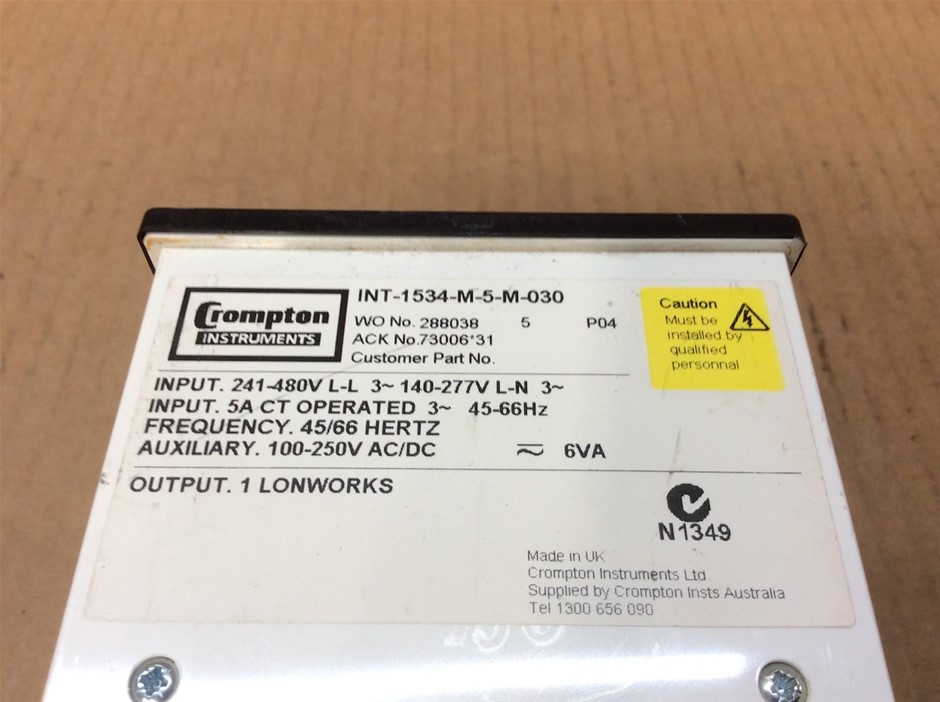 Crompton
INSTRUMENTS
INT-1534-M-5-M-030
WO No. 288038 5 P04
ACK No.73006*31
Customer Part No.
Caution
Must be
installed by
qualified
personnal
INPUT. 241-480V L-L 3~ 140-277V L-N 3~
INPUT. 5A CT OPERATED 3~ 45-66Hz
FREQUENCY. 45/66 HERTZ
AUXILIARY. 100-250V AC/DC 6VA
OUTPUT. 1 LONWORKS
N1349
Made in UK
Crompton Instruments Ltd
Supplied by Crompton Insts Australia
Tel 1300 656 090